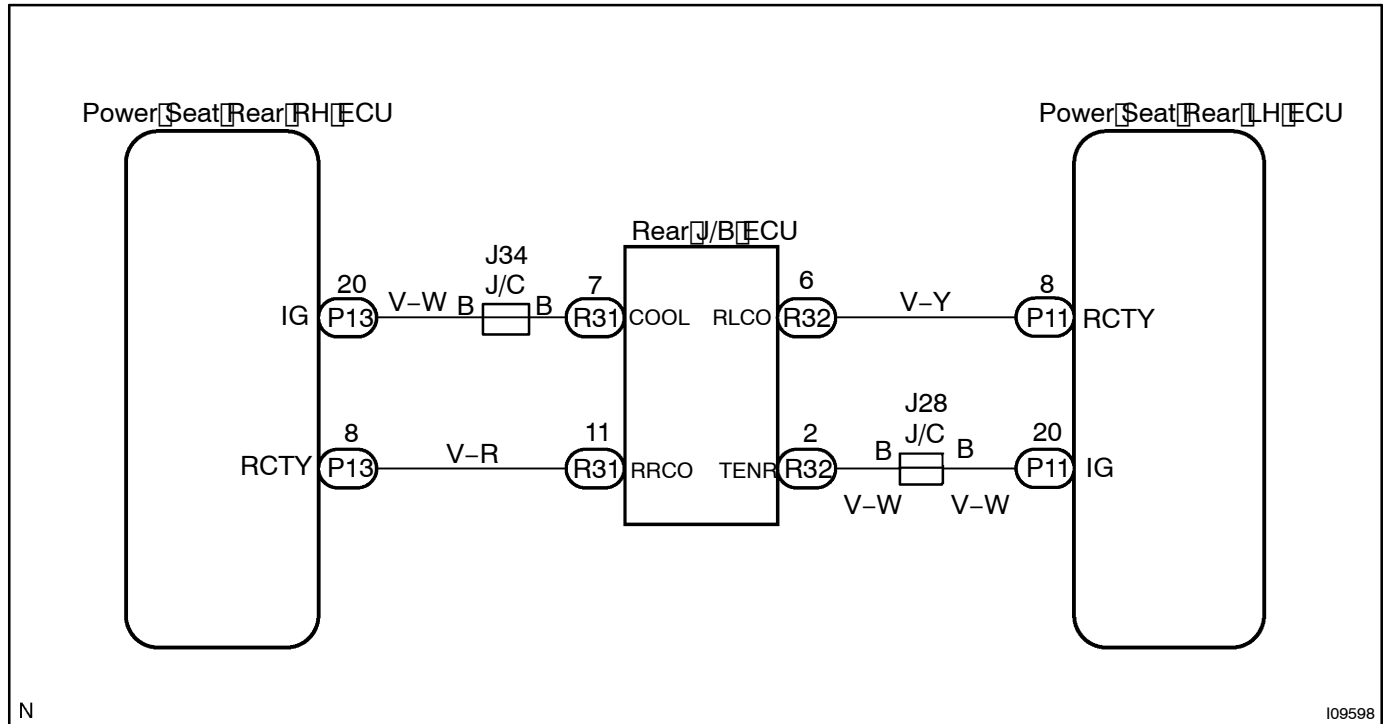 Power Seat Rear RH ECU
Power Seat Rear LH ECU
Rear J/B ECU
J34
J/C
20
7
6
8
IG P13 V–W B B R31 COOL RLCO R32 V–Y P11 RCTY
J28
J/C
8
11
2
20
RCTY P13 V–R R31 RRCO TENR R32 B B P11 IG
V–W V–W
N
I09598